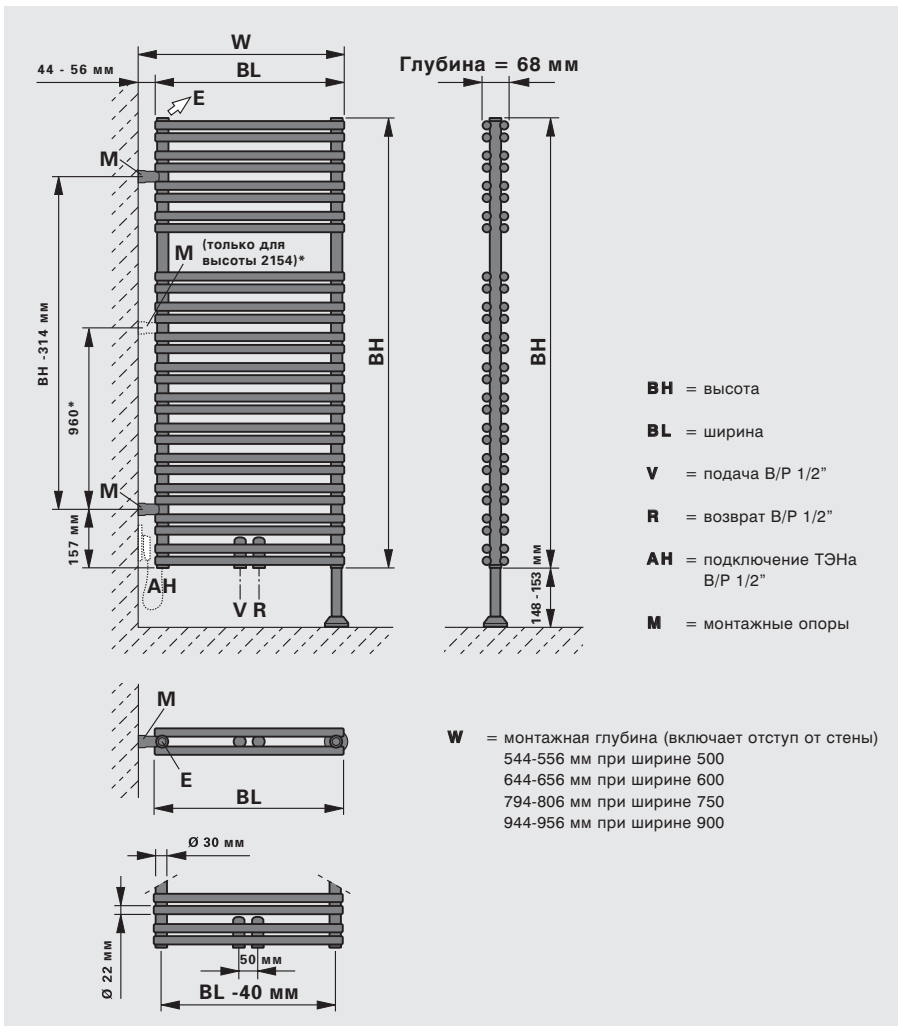 W
44 - 56 мм
BL
Глубина = 68 мм
E
M
M (только для
высоты 2154)*
BH -314 мм
960*
BH
BH
M
157 мм
AH
V R
148 -153 мм
BH = высота
BL = ширина
V = подача В/Р 1/2”
R = возврат В/Р 1/2”
AH = подключение ТЭНа
В/Р 1/2”
M = монтажные опоры
M
E
BL
W = монтажная глубина (включает отступ от стены)
544-556 мм при ширине 500
644-656 мм при ширине 600
794-806 мм при ширине 750
944-956 мм при ширине 900
Ø 30 мм
Ø 22 мм
50 мм
BL -40 мм